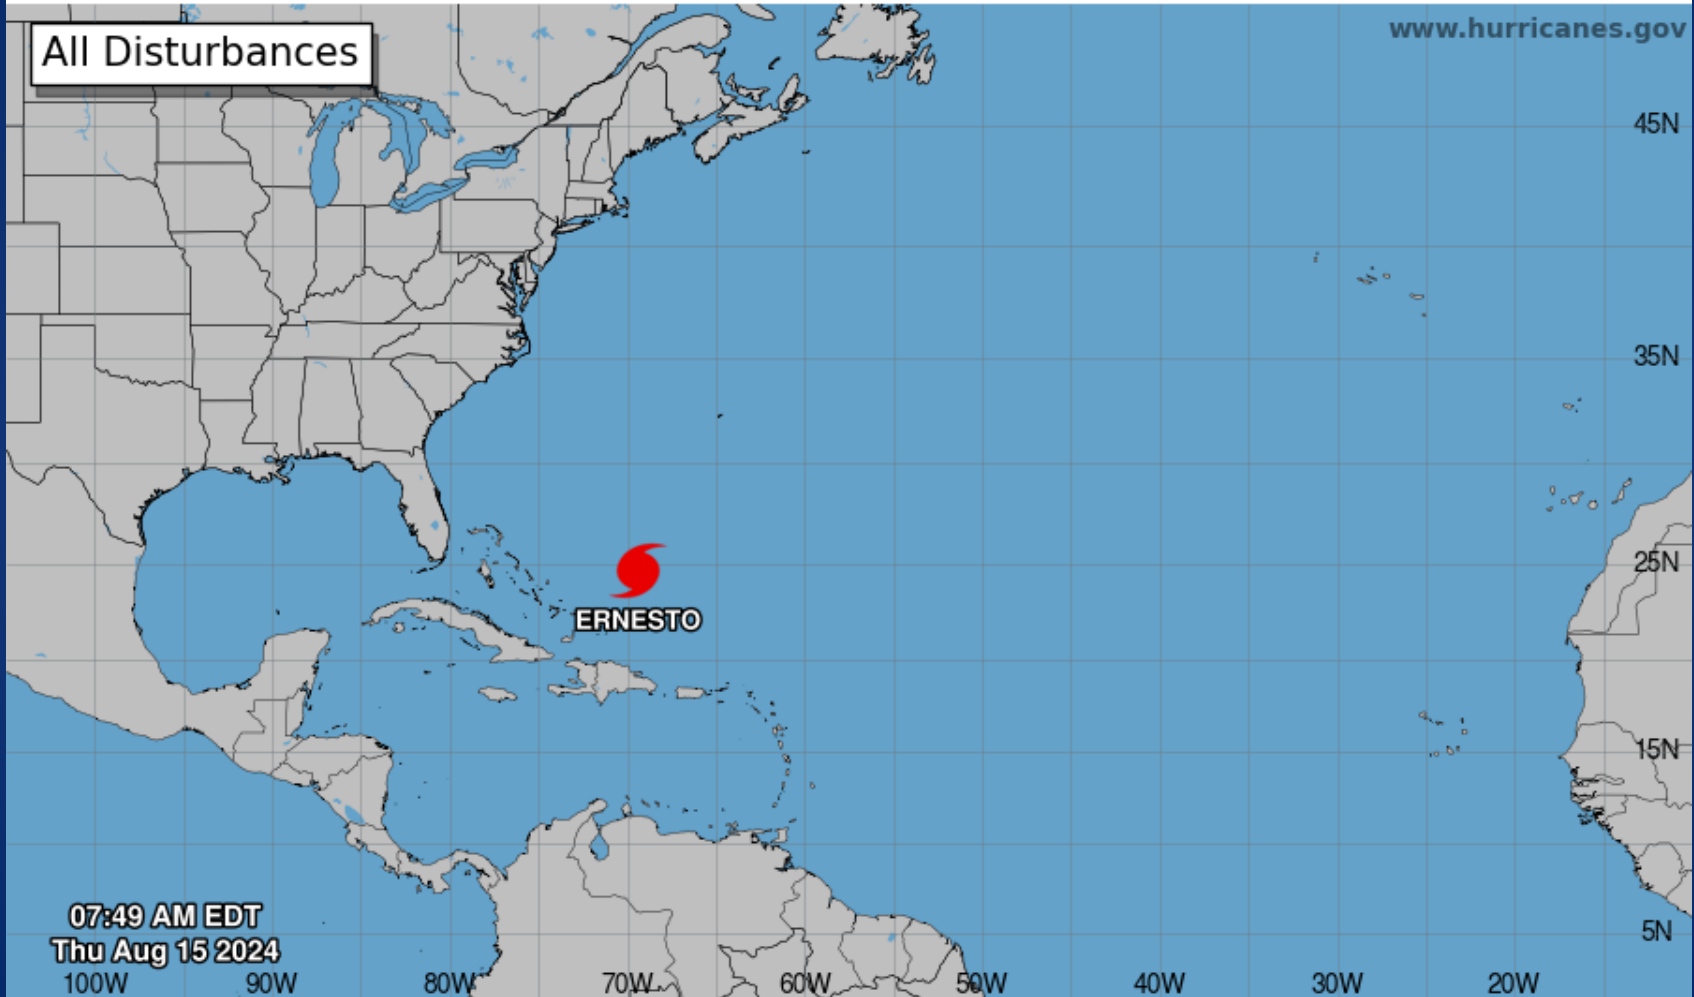 All Disturbances
www.hurricanes.gov
45N
35N
25N
ERNESTO
15N
07:49 AM EDT
5N
Thu Aug 15 2024
100W 90W 80W 70W 60W 50W 40W 30W 20W